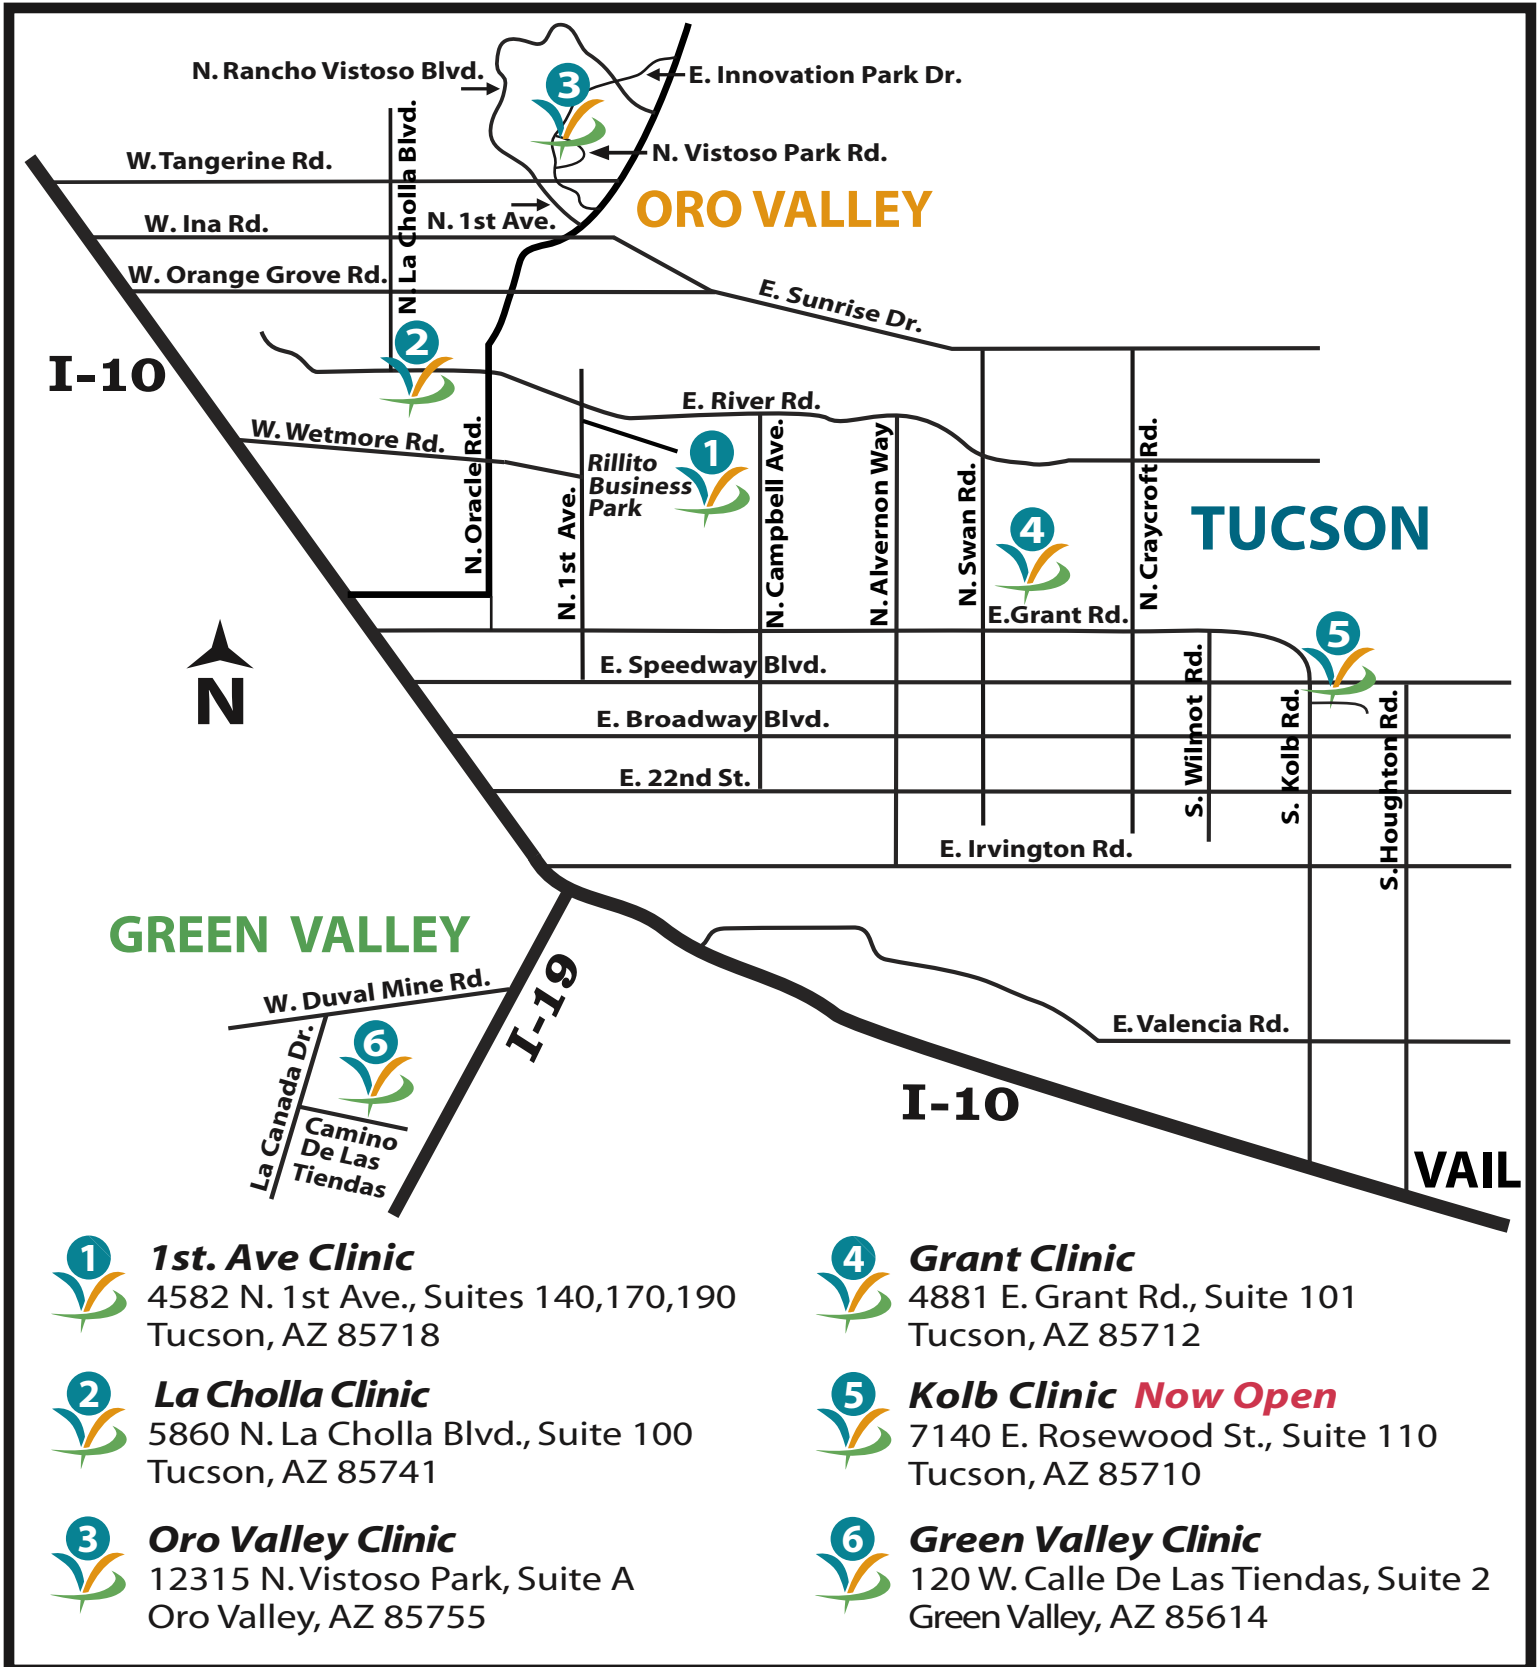 N. Rancho Vistoso Blvd.
3
E. Innovation Park Dr.
N. La Cholla Blvd.
W. Tangerine Rd.
N. Vistoso Park Rd.
ORO VALLEY
W. Ina Rd.
N. 1st Ave.
W. Orange Grove Rd.
E. Sunrise Dr.
2
I-10
E. River Rd.
W. Wetmore Rd.
N. Oracle Rd.
1
Rillito
Business
Park
N. 1st Ave.
N. Campbell Ave.
N. Alvernon Way
N. Swan Rd.
4
N. Craycroft Rd.
TUCSON
E.Grant Rd.
5
N
E. Speedway Blvd.
E. Broadway Blvd.
E. 22nd St.
S. Wilmot Rd.
S. Kolb Rd.
S. Houghton Rd.
E. Irvington Rd.
GREEN VALLEY
W. Duval Mine Rd.
I-19
6
La Canada Dr.
Camino
De Las
Tiendas
E. Valencia Rd.
I-10
VAIL
1
1st. Ave Clinic
4582 N. 1st Ave., Suites 140,170,190
Tucson, AZ 85718
2
La Cholla Clinic
5860 N. La Cholla Blvd., Suite 100
Tucson, AZ 85741
3
Oro Valley Clinic
12315 N. Vistoso Park, Suite A
Oro Valley, AZ 85755
4
Grant Clinic
4881 E. Grant Rd., Suite 101
Tucson, AZ 85712
5
Kolb Clinic Now Open
7140 E. Rosewood St., Suite 110
Tucson, AZ 85710
6
Green Valley Clinic
120 W. Calle De Las Tiendas, Suite 2
Green Valley, AZ 85614